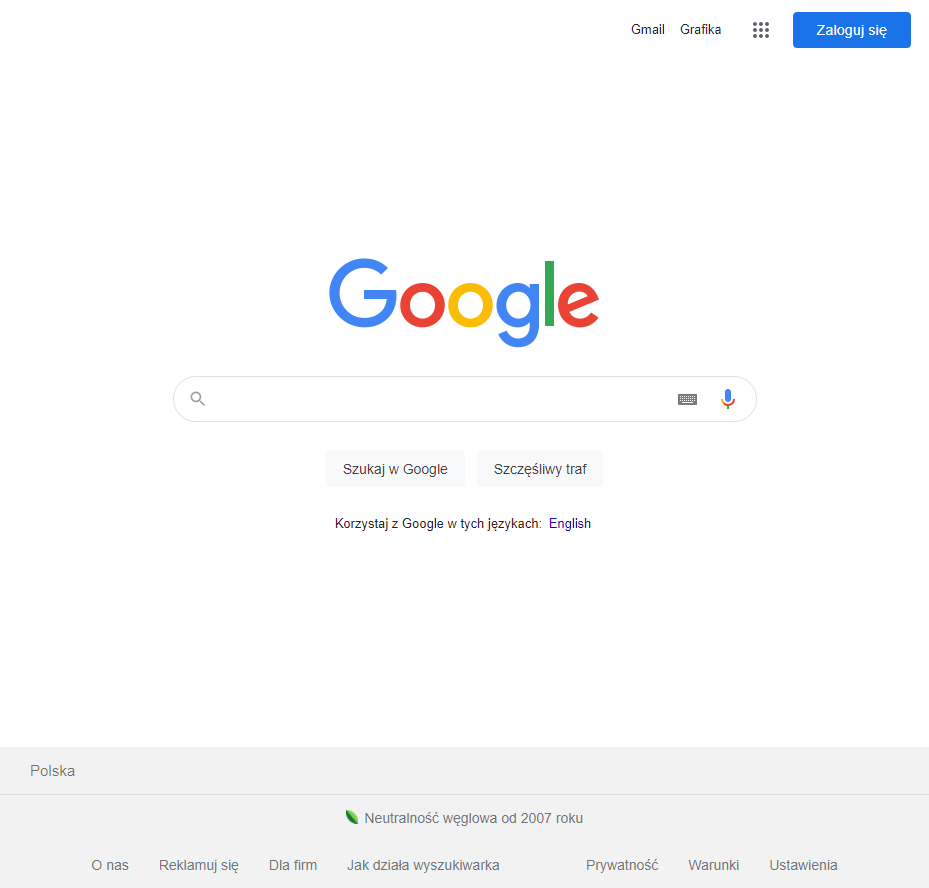 Gmail Grafika Zaloguj się
Google
Szukaj w Google Szczęśliwy traf
Korzystaj z Google w tych językach: English
Polska
Neutralność węglowa od 2007 roku
O nas Reklamuj się Dla firm Jak działa wyszukiwarka Prywatność Warunki Ustawienia